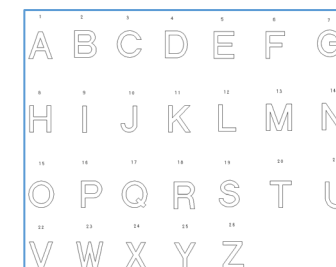 1 2 3 4 5 6 7
A B C D E F G
8 9 10 11 12 13 14
H I J K L M N
15 16 17 18 19 20
O P Q R S T U
22 23 24 25 26
V W X Y Z